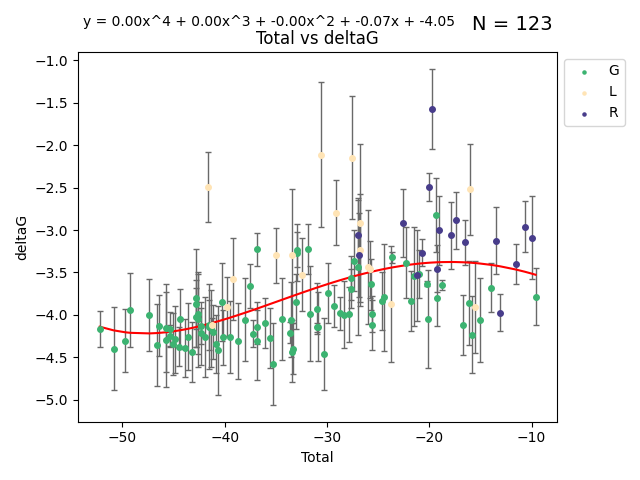 y = 0.00x^4 + 0.00x^3 + -0.00x^2 + -0.07x + -4.05
N = 123
Total vs deltaG
G
L
R
deltaG
−1.0
−1.5
−2.0
−2.5
−3.0
−3.5
−4.0
−4.5
−5.0
−50 −40 −30 −20 −10
Total